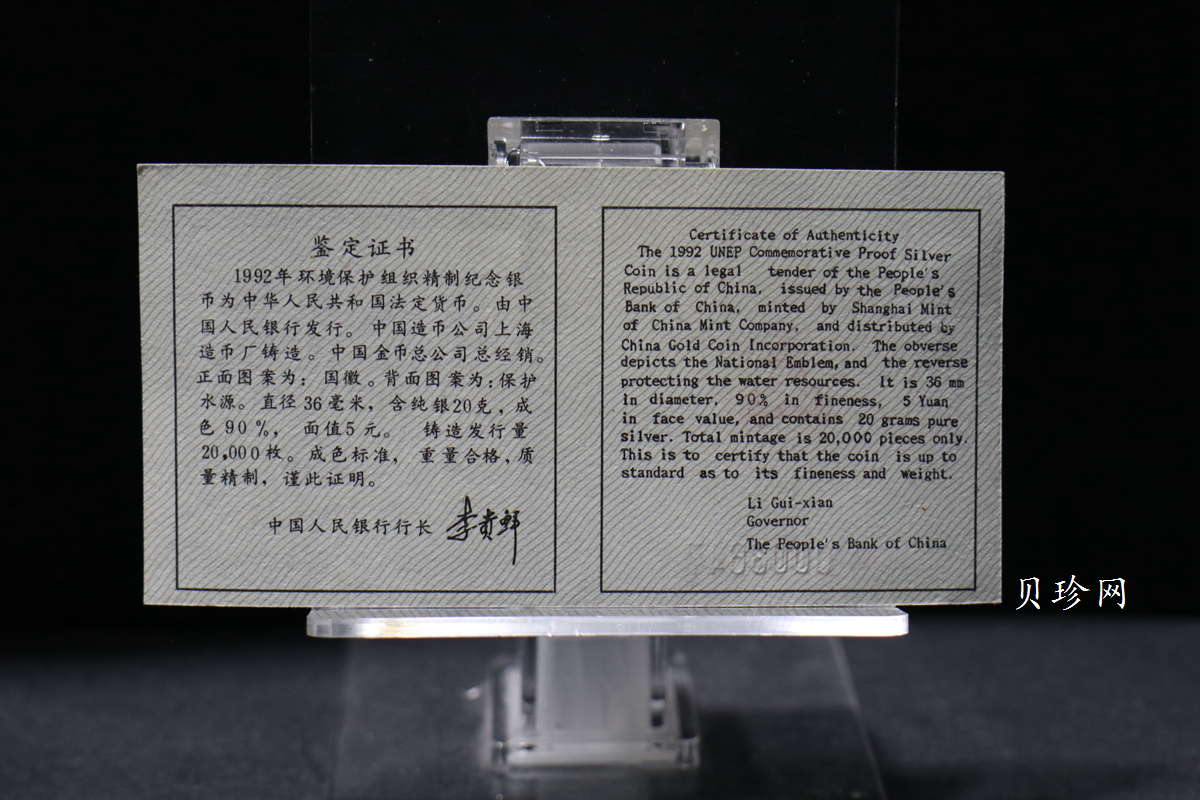 鉴定证书
1992年环境保护组织精制纪念银
币为中华人民共和国法定货币。由中
国人民银行发行。中国造币公司上海
造币厂铸造。中国金币总公司总经销。
正面图案为：国徽。背面图案为：保护
水源。直径36毫米，含纯银20克，成
色90%，面值5元。 铸造发行量
20,000枚。成色标准，重量合格，质
量精制，谨此证明。
中国人民银行行长 李贵鲜
Certificate of Authenticity
The 1992 UNEP Commemorative Proof Silver
Coin is a legal tender of the People's
Republic of China, issued by the People's
Bank of China, minted by Shanghai Mint
of China Mint Company, and distributed by
China Gold Coin Incorporation. The obverse
depicts the National Emblem, and the reverse
protecting the water resources. It is 36 mm
in diameter, 90% in fineness, 5 Yuan
in face value, and contains 20 grams pure
silver. Total mintage is 20,000 pieces only.
This is to certify that the coin is up to
standard as to its fineness and weight.
Li Gui-xian
Governor
The People's Bank of China
贝珍网